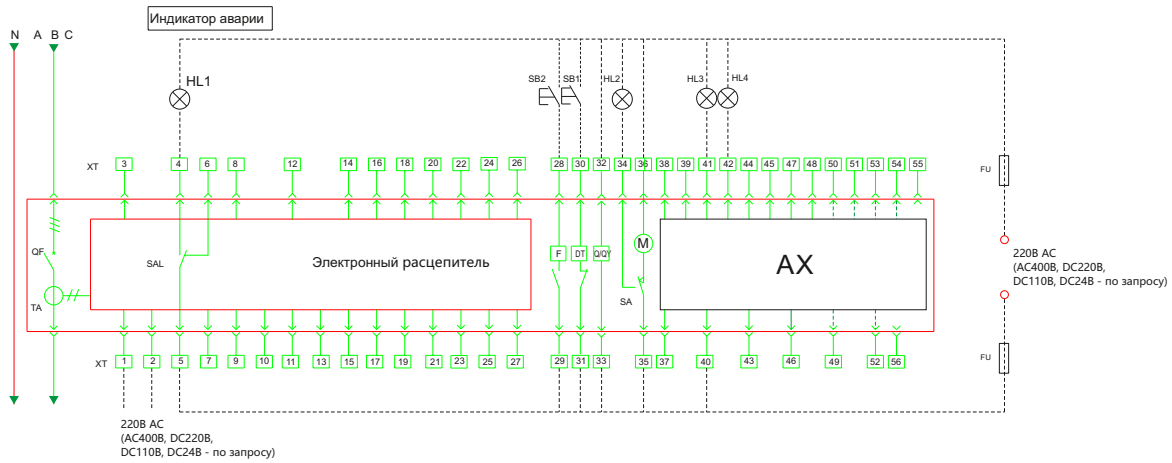 Индикатор аварии
N A B C
HL1
SB2 SB1 HL2 HL3 HL4
XT 3 4 6 8 12 14 16 18 20 22 24 26 28 30 32 34 36 38 39 41 42 44 45 47 48 50 51 53 54 55
FU
QF
SAL
Электронный расцепитель
F DT Q/QY M
AX
TA
SA
220В AC
(AC400В, DC220В,
DC110В, DC24В - по запросу)
XT 1 2 5 7 9 10 11 13 15 17 19 21 23 25 27 29 31 33 35 37 40 43 46 49 52 56
FU
220В AC
(AC400В, DC220В,
DC110В, DC24В - по запросу)